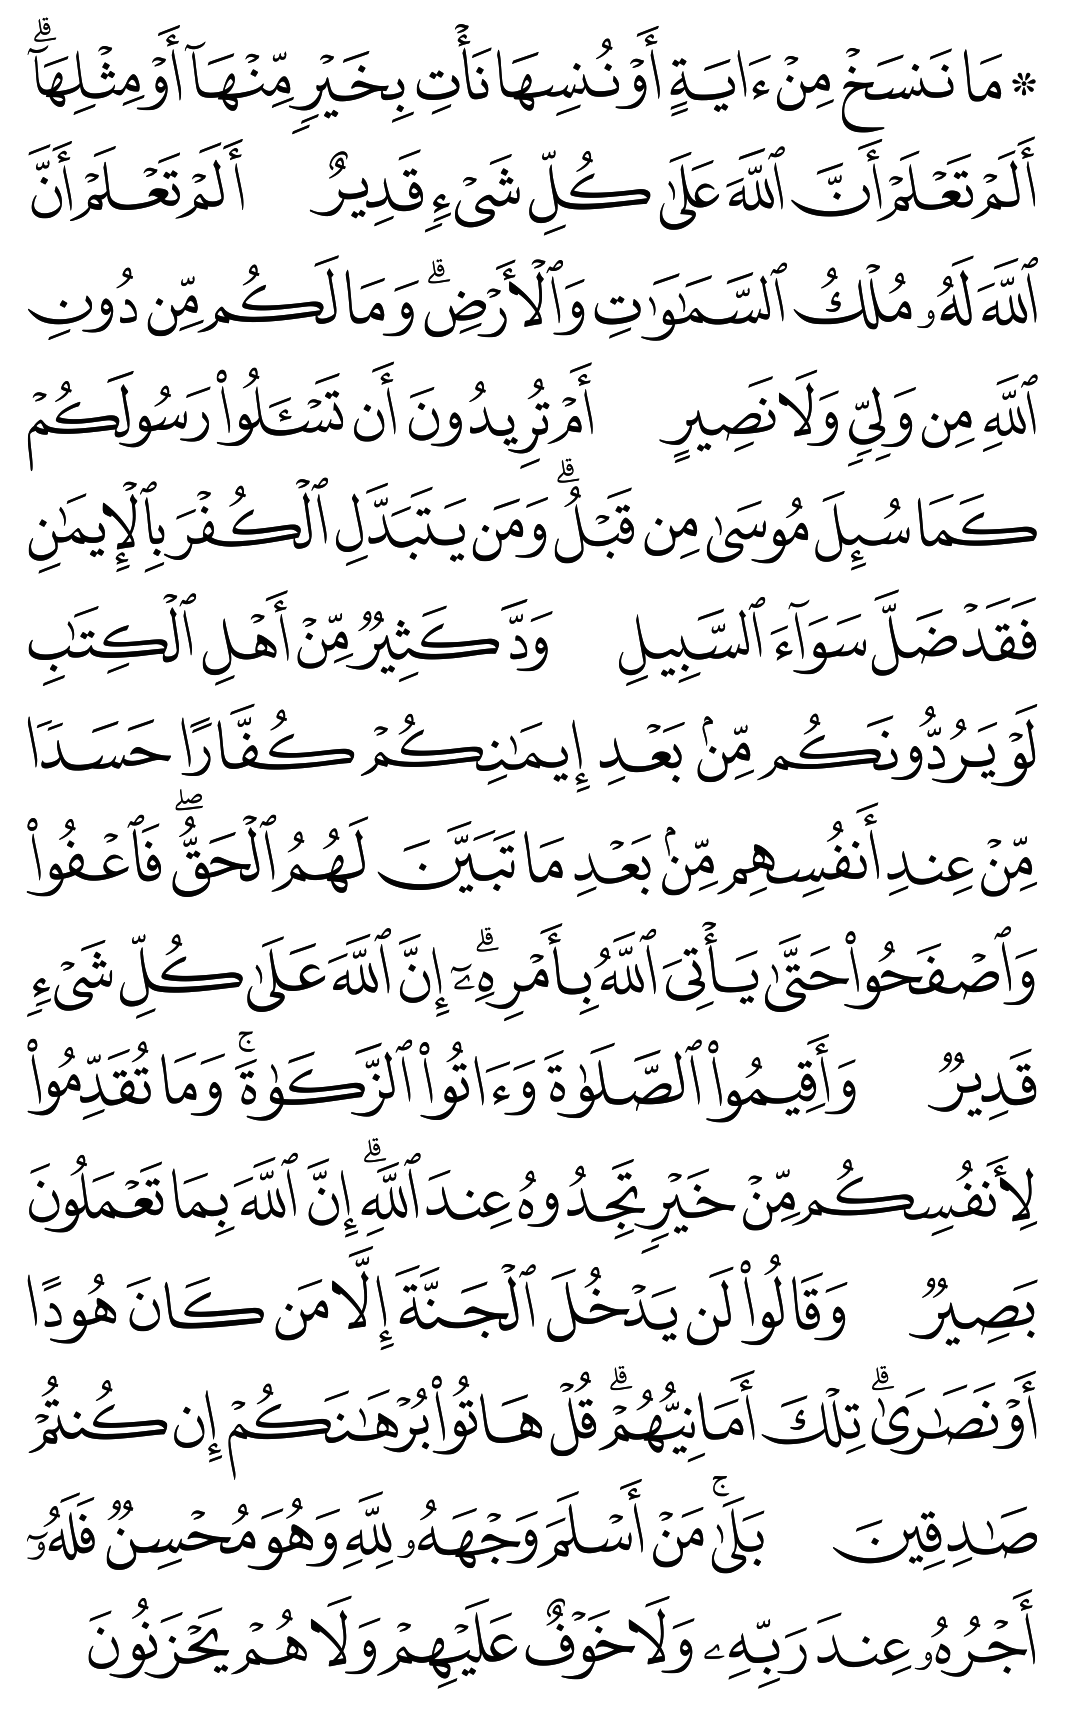 * مَا نَنسَخْ مِنْ ءَايَةٍ أَوْ نُنسِهَا نَأْتِ بِخَيْرٍ مِّنْهَآ أَوْ مِثْلِهَآ ۗ
أَلَمْ تَعْلَمْ أَنَّ ٱللَّهَ عَلَىٰ كُلِّ شَىْءٍ قَدِيرٌ أَلَمْ تَعْلَمْ أَنَّ
ٱللَّهَ لَهُۥ مُلْكُ ٱلسَّمَـٰوَٰتِ وَٱلْأَرْضِ ۗ وَمَا لَكُم مِّن دُونِ
ٱللَّهِ مِن وَلِىٍّ وَلَا نَصِيرٍ أَمْ تُرِيدُونَ أَن تَسْـَٔلُوا۟ رَسُولَكُمْ
كَمَا سُئِلَ مُوسَىٰ مِن قَبْلُ ۗ وَمَن يَتَبَدَّلِ ٱلْكُفْرَ بِٱلْإِيمَـٰنِ
فَقَدْ ضَلَّ سَوَآءَ ٱلسَّبِيلِ وَدَّ كَثِيرٌ مِّنْ أَهْلِ ٱلْكِتَـٰبِ
لَوْ يَرُدُّونَكُم مِّنۢ بَعْدِ إِيمَـٰنِكُمْ كُفَّارًا حَسَدًا
مِّنْ عِندِ أَنفُسِهِم مِّنۢ بَعْدِ مَا تَبَيَّنَ لَهُمُ ٱلْحَقُّ ۖ فَٱعْفُوا۟
وَٱصْفَحُوا۟ حَتَّىٰ يَأْتِىَ ٱللَّهُ بِأَمْرِهِۦٓ ۗ إِنَّ ٱللَّهَ عَلَىٰ كُلِّ شَىْءٍ
قَدِيرٌ وَأَقِيمُوا۟ ٱلصَّلَوٰةَ وَءَاتُوا۟ ٱلزَّكَوٰةَ ۚ وَمَا تُقَدِّمُوا۟
لِأَنفُسِكُم مِّنْ خَيْرٍ تَجِدُوهُ عِندَ ٱللَّهِ ۗ إِنَّ ٱللَّهَ بِمَا تَعْمَلُونَ
بَصِيرٌ وَقَالُوا۟ لَن يَدْخُلَ ٱلْجَنَّةَ إِلَّا مَن كَانَ هُودًا
أَوْ نَصَـٰرَىٰ ۗ تِلْكَ أَمَانِيُّهُمْ ۗ قُلْ هَاتُوا۟ بُرْهَـٰنَكُمْ إِن كُنتُمْ
صَـٰدِقِينَ بَلَىٰ ۚ مَنْ أَسْلَمَ وَجْهَهُۥ لِلَّهِ وَهُوَ مُحْسِنٌ فَلَهُۥٓ
أَجْرُهُۥ عِندَ رَبِّهِۦ وَلَا خَوْفٌ عَلَيْهِمْ وَلَا هُمْ يَحْزَنُونَ